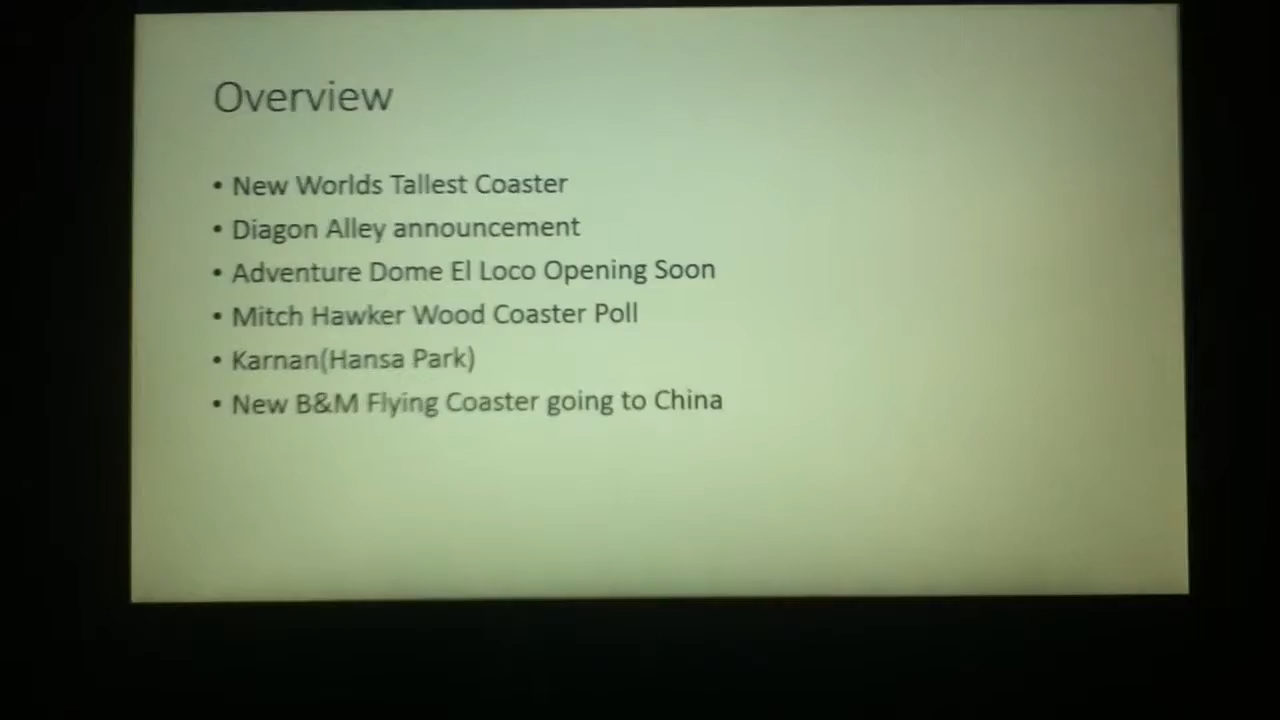 Overview
• New Worlds Tallest Coaster
• Diagon Alley announcement
• Adventure Dome El Loco Opening Soon
• Mitch Hawker Wood Coaster Poll
• Karnan(Hansa Park)
• New B&M Flying Coaster going to China